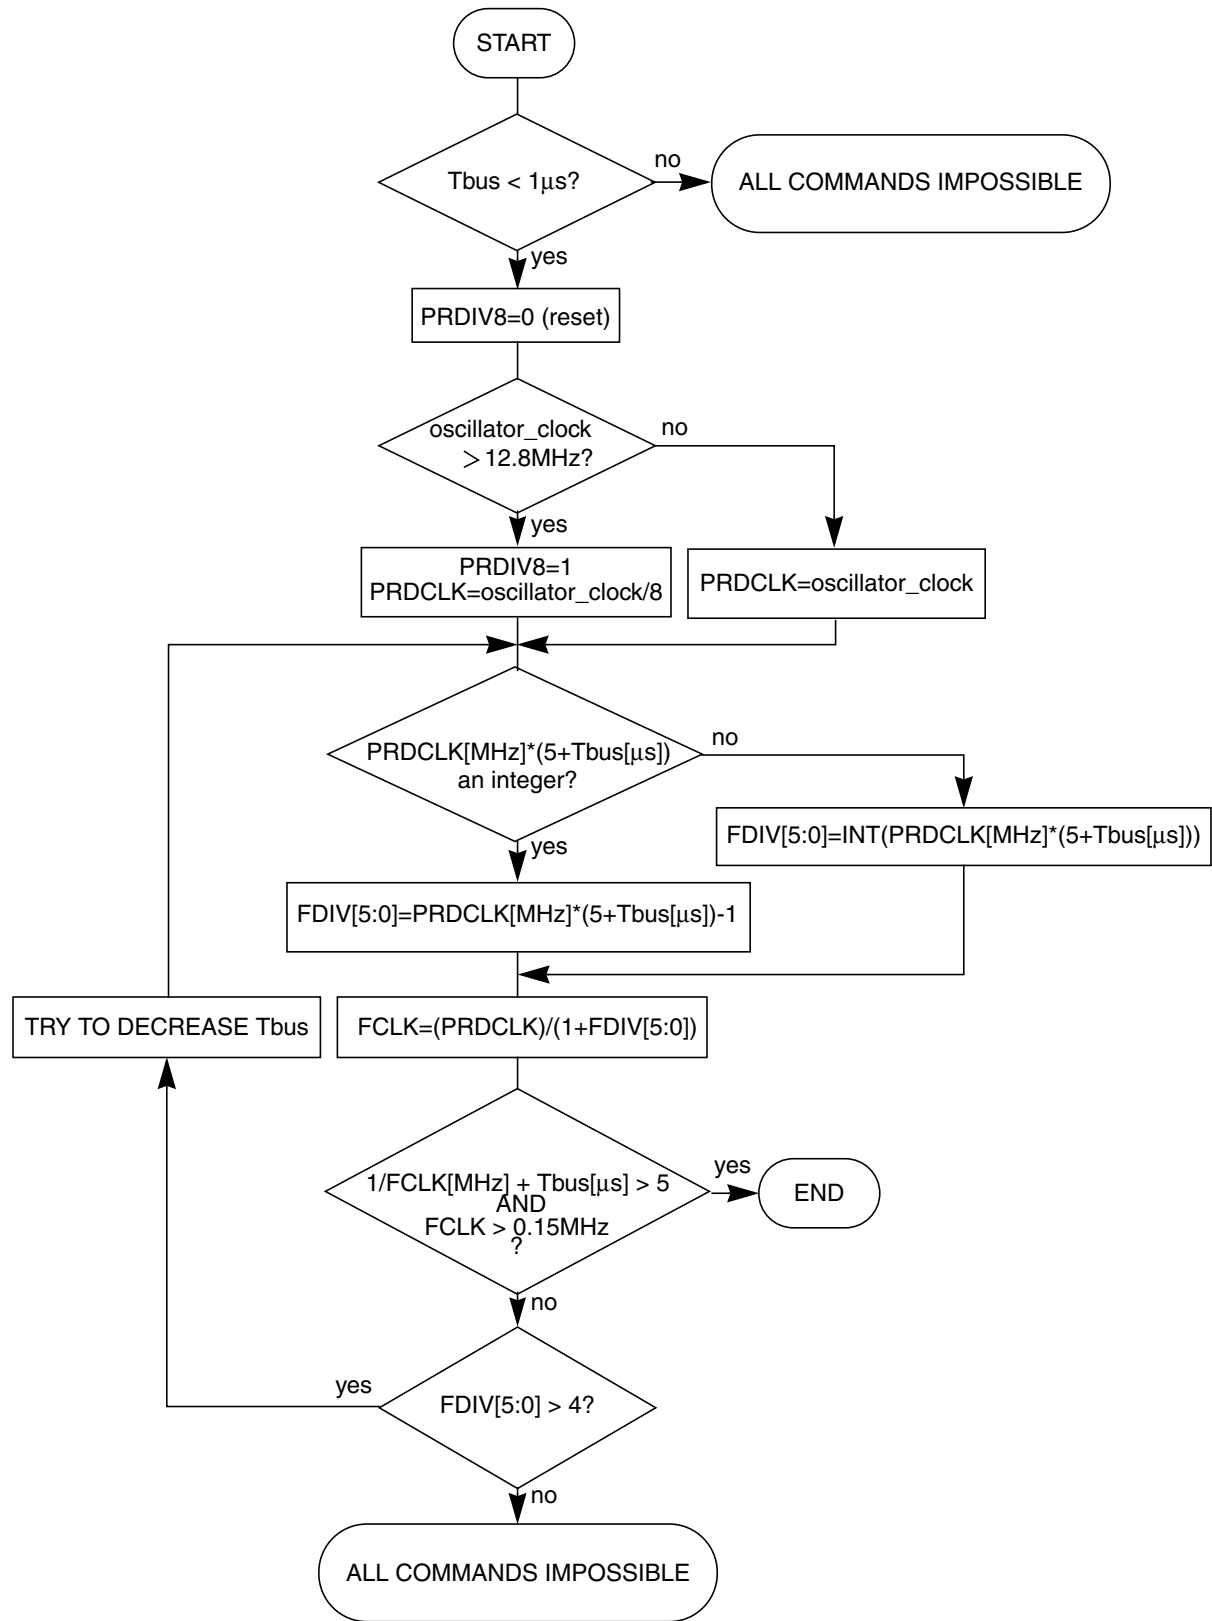 START
Tbus < 1μs?
no
ALL COMMANDS IMPOSSIBLE
yes
PRDIV8=0 (reset)
oscillator_clock
> 12.8MHz?
no
yes
PRDIV8=1
PRDCLK=oscillator_clock/8
PRDCLK=oscillator_clock
PRDCLK[MHz]*(5+Tbus[μs])
an integer?
no
yes
FDIV[5:0]=INT(PRDCLK[MHz]*(5+Tbus[μs]))
FDIV[5:0]=PRDCLK[MHz]*(5+Tbus[μs])-1
TRY TO DECREASE Tbus
FCLK=(PRDCLK)/(1+FDIV[5:0])
1/FCLK[MHz] + Tbus[μs] > 5
AND
FCLK > 0.15MHz
?
yes
END
no
yes
FDIV[5:0] > 4?
no
ALL COMMANDS IMPOSSIBLE